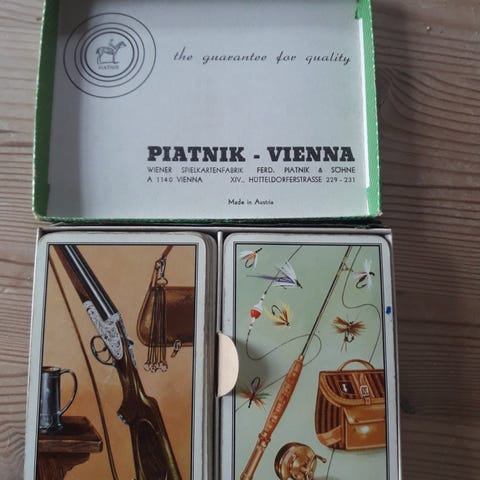 PIATNIK
the guarantee for quality
PIATNIK - VIENNA
WIENER SPIELKARTENFABRIK FERD. PIATNIK & SÖHNE
A 1140 VIENNA XIV., HÜTTELDORFERSTRASSE 229 - 231
Made in Austria